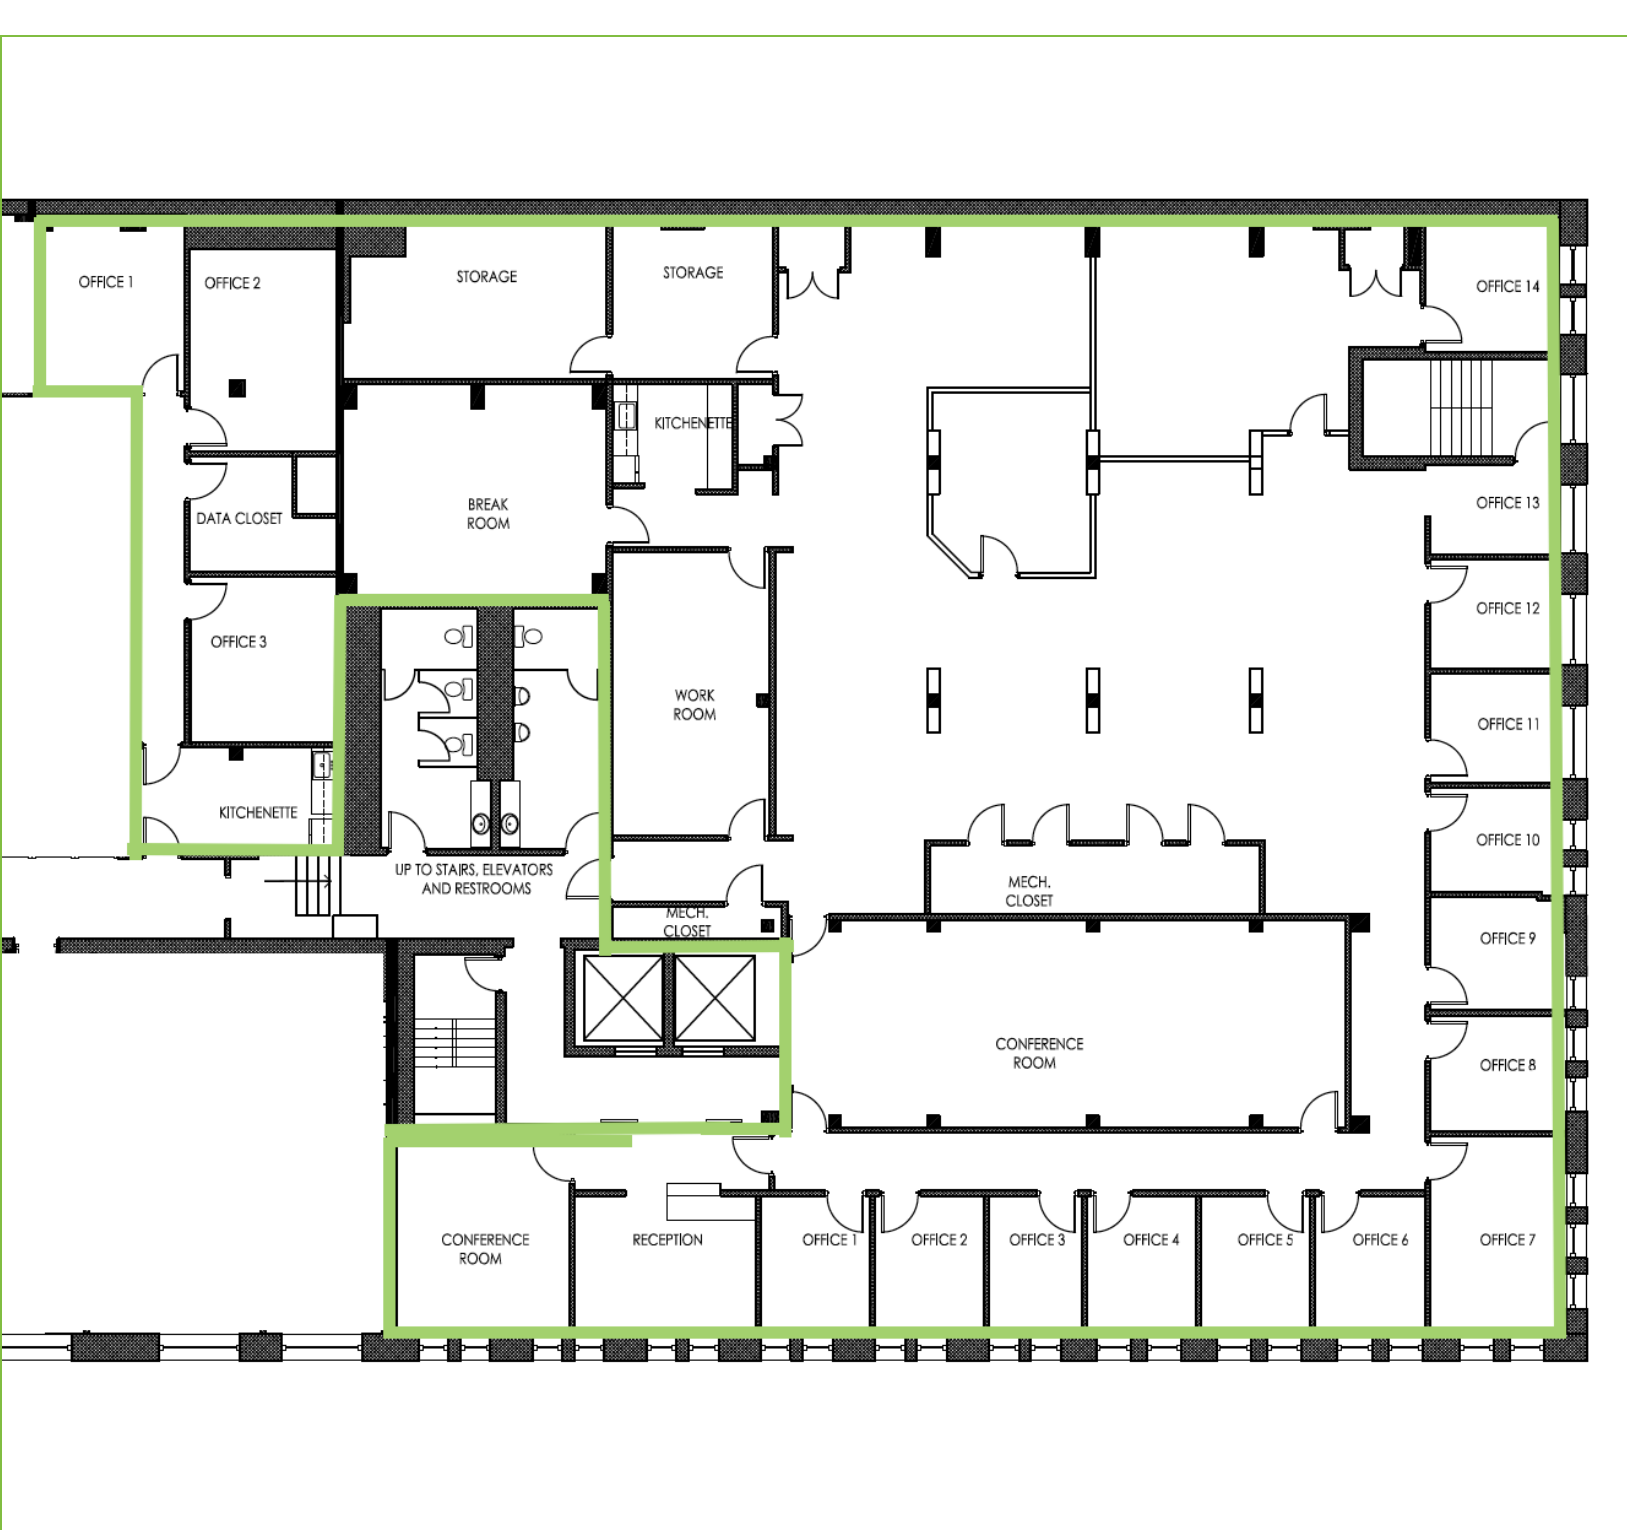 OFFICE 1
OFFICE 2
STORAGE
STORAGE
OFFICE 14
KITCHENETTE
BREAK
ROOM
DATA CLOSET
OFFICE 13
OFFICE 12
OFFICE 3
WORK
ROOM
OFFICE 11
KITCHENETTE
OFFICE 10
UP TO STAIRS, ELEVATORS
AND RESTROOMS
MECH.
CLOSET
MECH.
CLOSET
OFFICE 9
CONFERENCE
ROOM
OFFICE 8
CONFERENCE
ROOM
RECEPTION
OFFICE 1
OFFICE 2
OFFICE 3
OFFICE 4
OFFICE 5
OFFICE 6
OFFICE 7